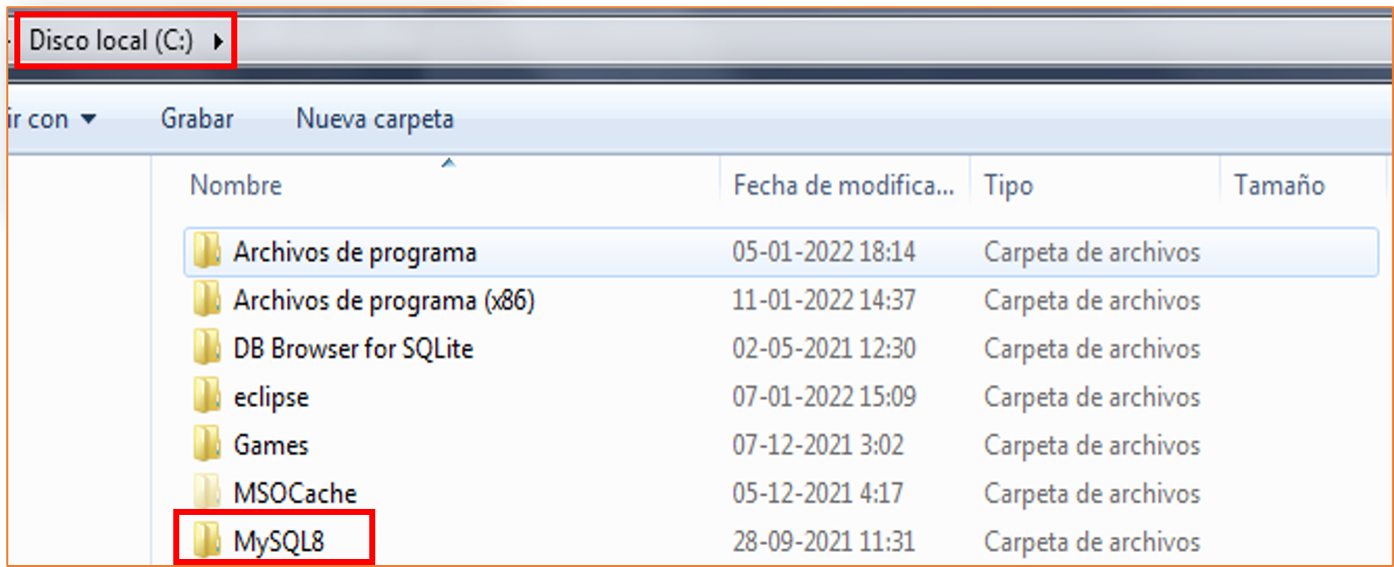 Disco local (C:)
ir con Grabar Nueva carpeta
Nombre Fecha de modifica... Tipo Tamaño
Archivos de programa 05-01-2022 18:14 Carpeta de archivos
Archivos de programa (x86) 11-01-2022 14:37 Carpeta de archivos
DB Browser for SQLite 02-05-2021 12:30 Carpeta de archivos
eclipse 07-01-2022 15:09 Carpeta de archivos
Games 07-12-2021 3:02 Carpeta de archivos
MSOCache 05-12-2021 4:17 Carpeta de archivos
MySQL8 28-09-2021 11:31 Carpeta de archivos